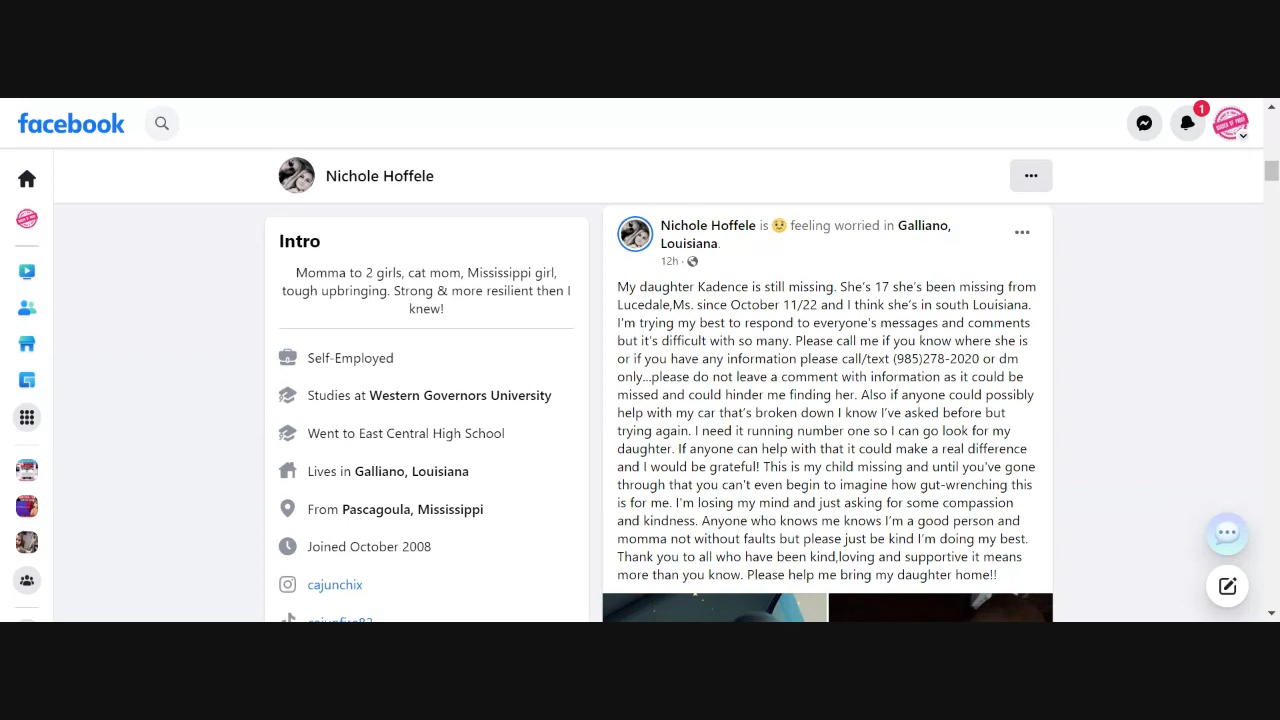 facebook
1
Nichole Hoffele
Intro
Momma to 2 girls, cat mom, Mississippi girl,
tough upbringing. Strong & more resilient then I
knew!
Self-Employed
Studies at Western Governors University
Went to East Central High School
Lives in Galliano, Louisiana
From Pascagoula, Mississippi
Joined October 2008
cajunchix
Nichole Hoffele is 😟 feeling worried in Galliano,
Louisiana.
12h ·
My daughter Kadence is still missing. She's 17 she's been missing from
Lucedale,Ms. since October 11/22 and I think she's in south Louisiana.
I'm trying my best to respond to everyone's messages and comments
but it's difficult with so many. Please call me if you know where she is
or if you have any information please call/text (985)278-2020 or dm
only...please do not leave a comment with information as it could be
missed and could hinder me finding her. Also if anyone could possibly
help with my car that's broken down I know I've asked before but
trying again. I need it running number one so I can go look for my
daughter. If anyone can help with that it could make a real difference
and I would be grateful! This is my child missing and until you've gone
through that you can't even begin to imagine how gut-wrenching this
is for me. I'm losing my mind and just asking for some compassion
and kindness. Anyone who knows me knows I'm a good person and
momma not without faults but please just be kind I'm doing my best.
Thank you to all who have been kind,loving and supportive it means
more than you know. Please help me bring my daughter home!!